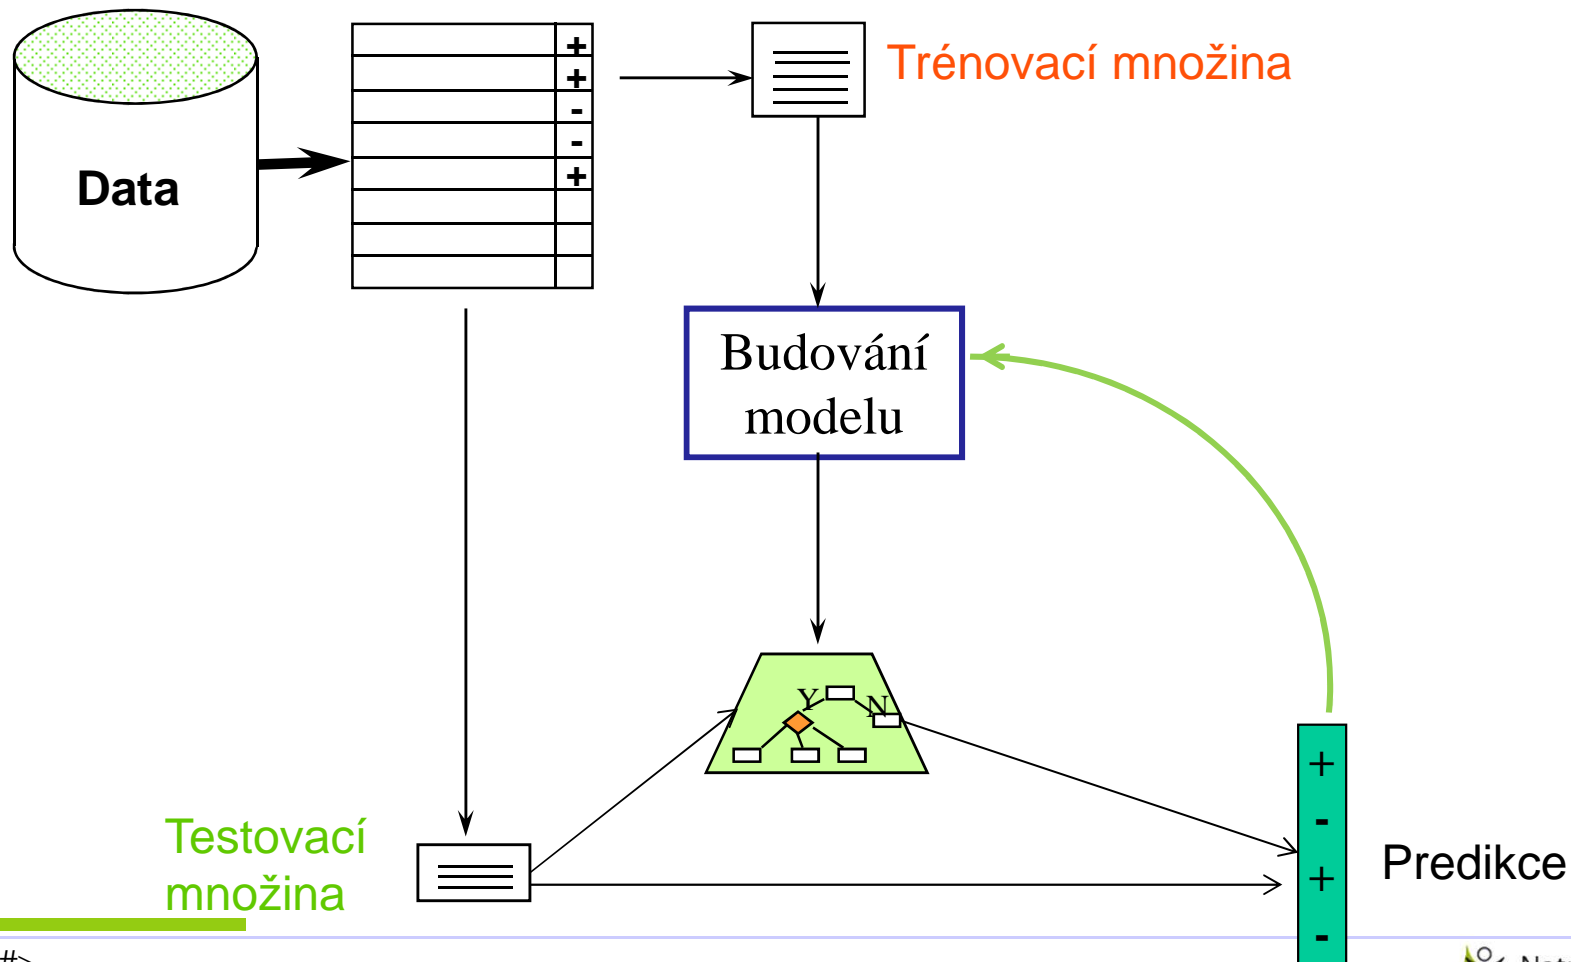 +
+
-
-
+
Trénovací množina
Data
Budování
modelu
Y
N
+
-
+
-
Testovací
množina
Predikce